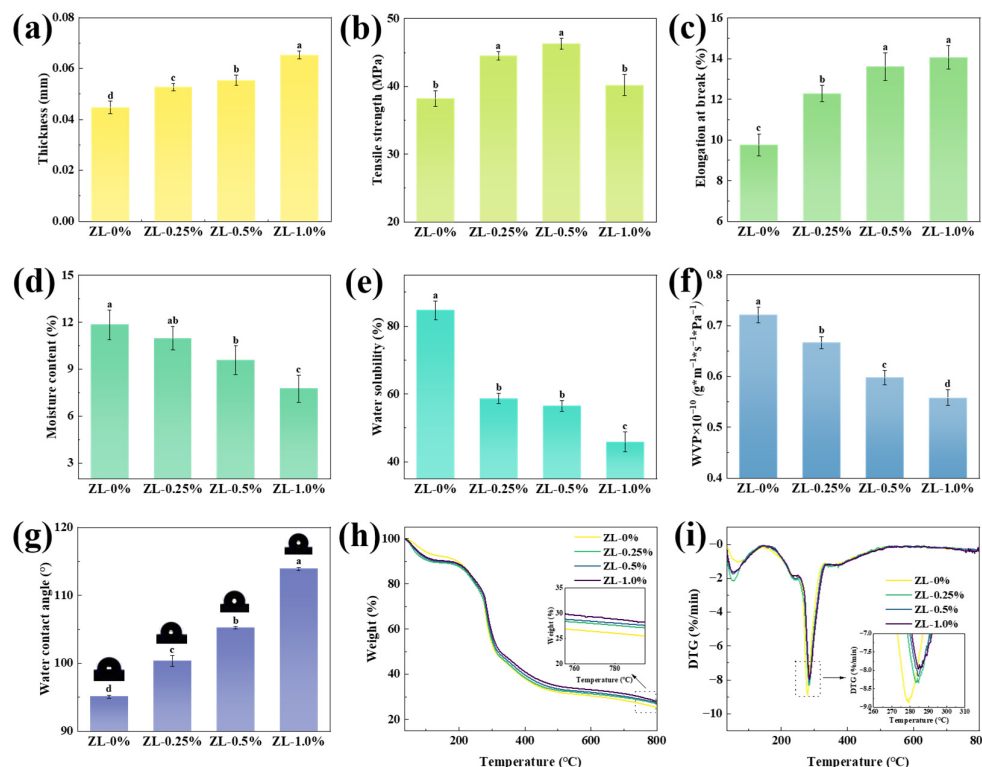 (a)
Thickness (mm)
0.08
0.06
0.04
0.02
0.00
d
c
b
a
ZL-0% ZL-0.25% ZL-0.5% ZL-1.0%
(b)
Tensile strength (MPa)
50
40
30
20
b
a
a
b
ZL-0% ZL-0.25% ZL-0.5% ZL-1.0%
(c)
Elongation at break (%)
16
14
12
10
8
6
c
b
a
a
ZL-0% ZL-0.25% ZL-0.5% ZL-1.0%
(d)
Moisture content (%)
15
12
9
6
3
a
ab
b
c
ZL-0% ZL-0.25% ZL-0.5% ZL-1.0%
(e)
Water solubility (%)
100
80
60
40
a
b
b
c
ZL-0% ZL-0.25% ZL-0.5% ZL-1.0%
(f)
WVP×10⁻¹⁰ (g*m⁻¹*s⁻¹*Pa⁻¹)
0.8
0.7
0.6
0.5
0.4
a
b
c
d
ZL-0% ZL-0.25% ZL-0.5% ZL-1.0%
(g)
Water contact angle (°)
120
110
100
90
d
c
b
a
ZL-0% ZL-0.25% ZL-0.5% ZL-1.0%
(h)
Weight (%)
100
80
60
40
20
ZL-0%
ZL-0.25%
ZL-0.5%
ZL-1.0%
Weight (%)
35
30
25
20
760 780
Temperature (°C)
200 400 600 800
Temperature (°C)
(i)
DTG (%/min)
−0
−2
−4
−6
−8
−10
ZL-0%
ZL-0.25%
ZL-0.5%
ZL-1.0%
DTG (%/min)
-7.0
-7.5
-8.0
-8.5
-9.0
260 270 280 290 300 310
Temperature (°C)
200 400 600 800
Temperature (°C)